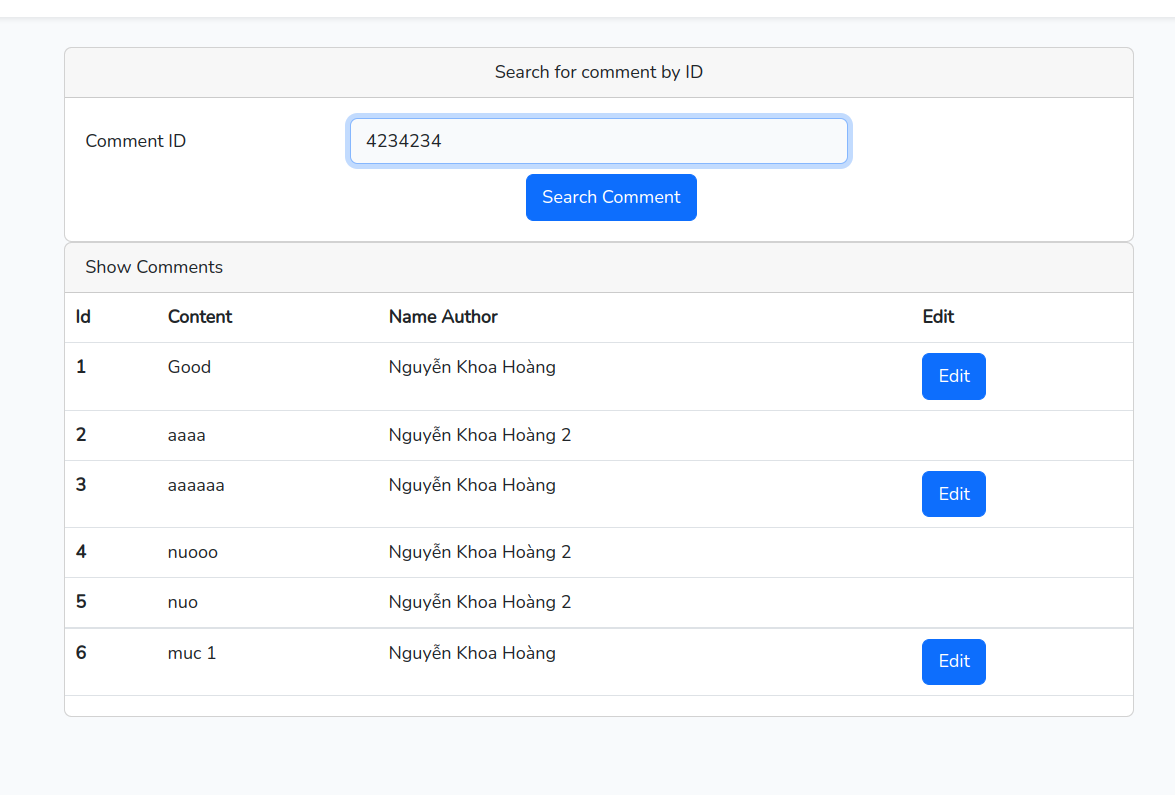 Search for comment by ID
Comment ID 4234234
Search Comment
Show Comments
Id Content Name Author Edit
1 Good Nguyễn Khoa Hoàng Edit
2 aaaa Nguyễn Khoa Hoàng 2
3 aaaaaa Nguyễn Khoa Hoàng Edit
4 nuooo Nguyễn Khoa Hoàng 2
5 nuo Nguyễn Khoa Hoàng 2
6 muc 1 Nguyễn Khoa Hoàng Edit